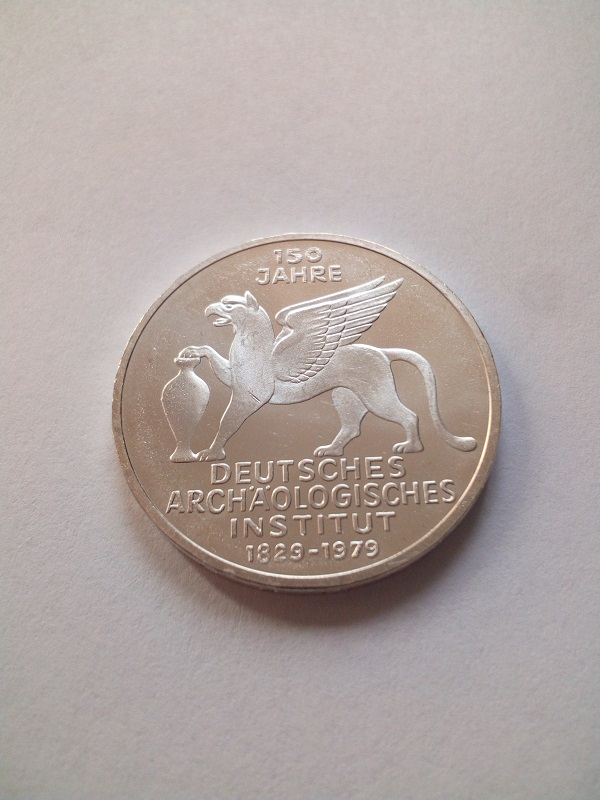 150
JAHRE
DEUTSCHES
ARCHÄOLOGISCHES
INSTITUT
1829-1979